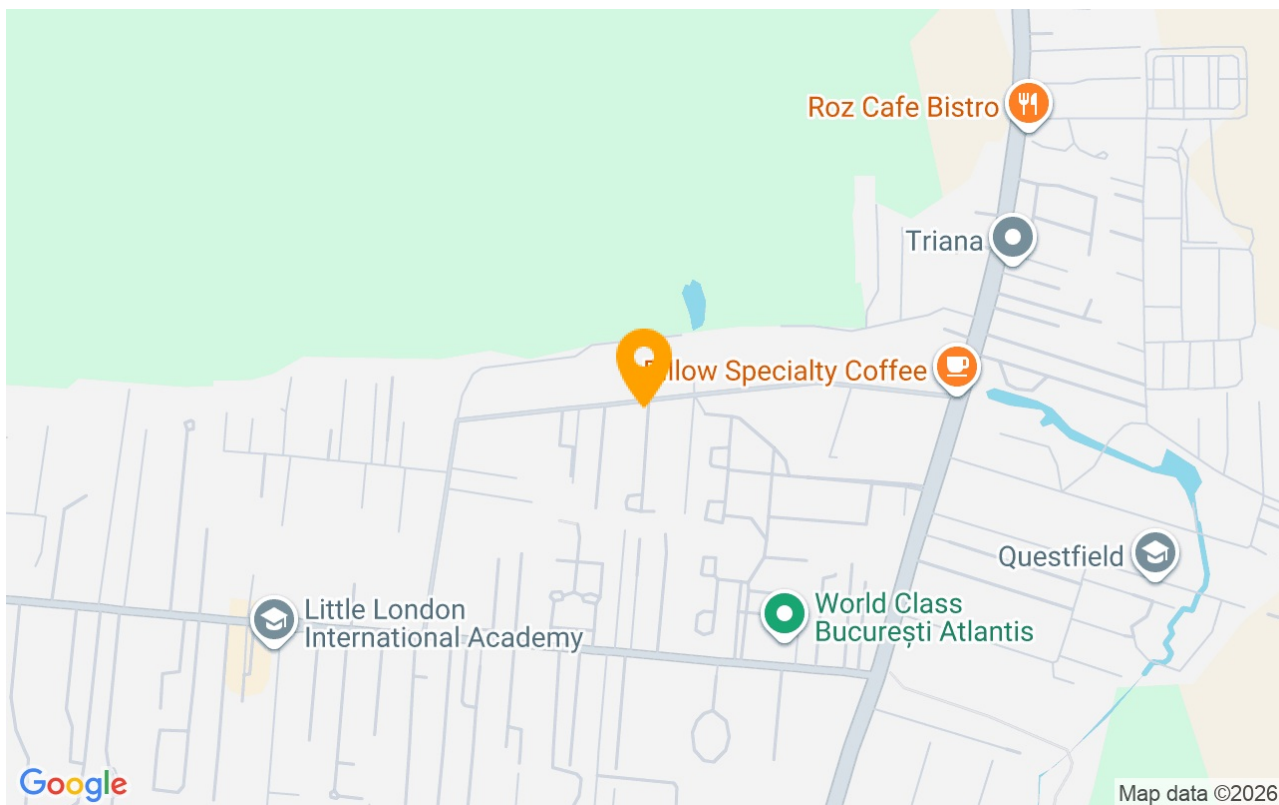 Roz Cafe Bistro
Triana
llow Specialty Coffee
Questfield
World Class
București Atlantis
Little London
International Academy
Google
Map data ©2026